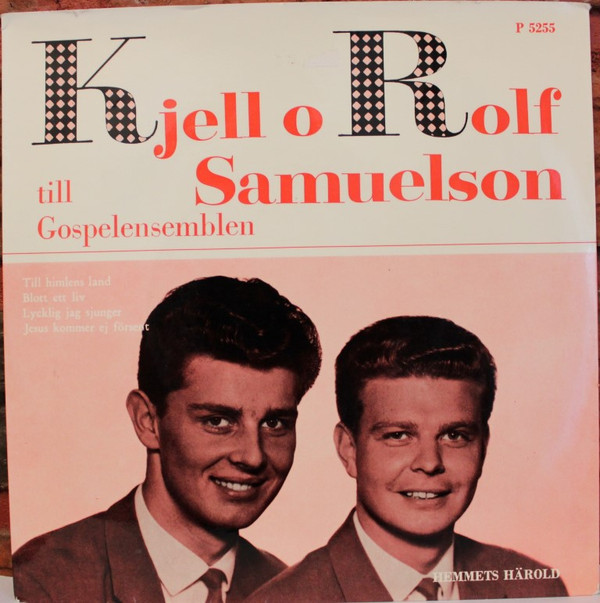 P 5255
Kjell o Rolf
Samuelson
till
Gospelensemblen
Till himlens land
Blott ett liv
Lycklig jag sjunger
Jesus kommer ej försent
HEMMETS HÄROLD